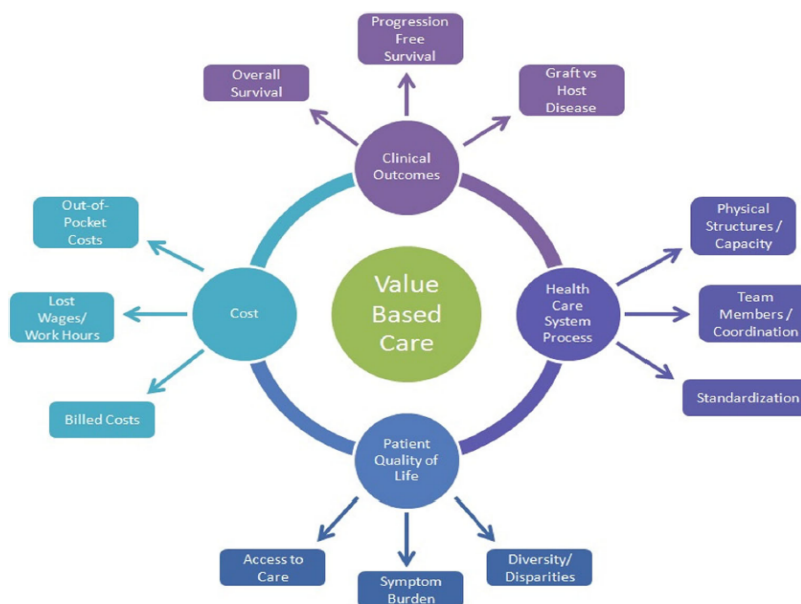 Progression
Free
Survival
Overall
Survival
Graft vs
Host
Disease
Clinical
Outcomes
Out-of-
Pocket
Costs
Physical
Structures /
Capacity
Lost
Wages/
Work Hours
Cost
Value
Based
Care
Health
Care
System
Process
Team
Members /
Coordination
Billed Costs
Standardization
Patient
Quality of
Life
Access to
Care
Symptom
Burden
Diversity/
Disparities